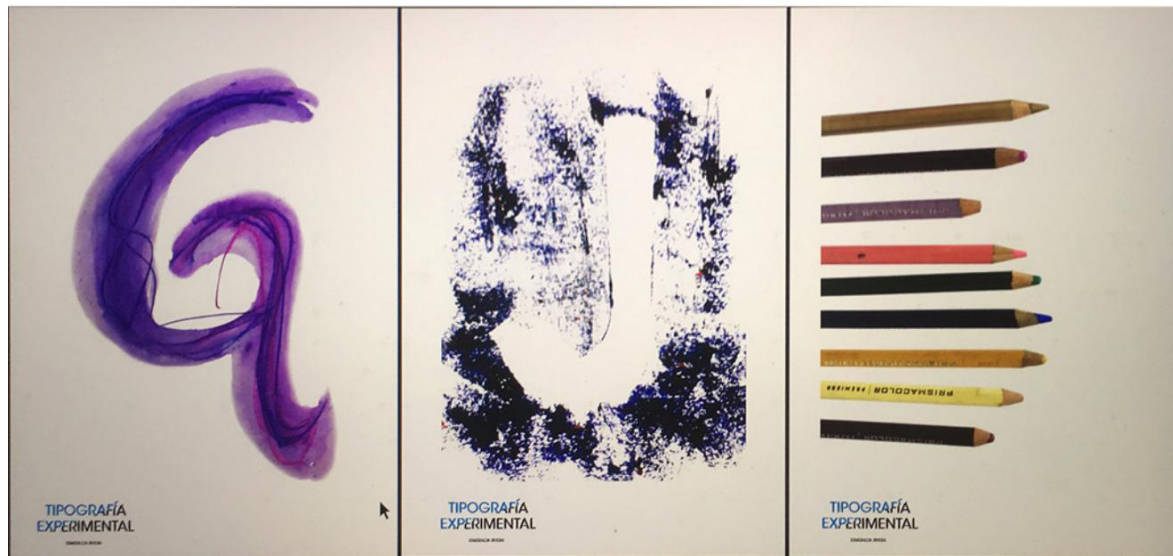 G
TIPOGRAFÍA
EXPERIMENTAL
J
TIPOGRAFÍA
EXPERIMENTAL
PRISMACOLOR PREMIER
TIPOGRAFÍA
EXPERIMENTAL